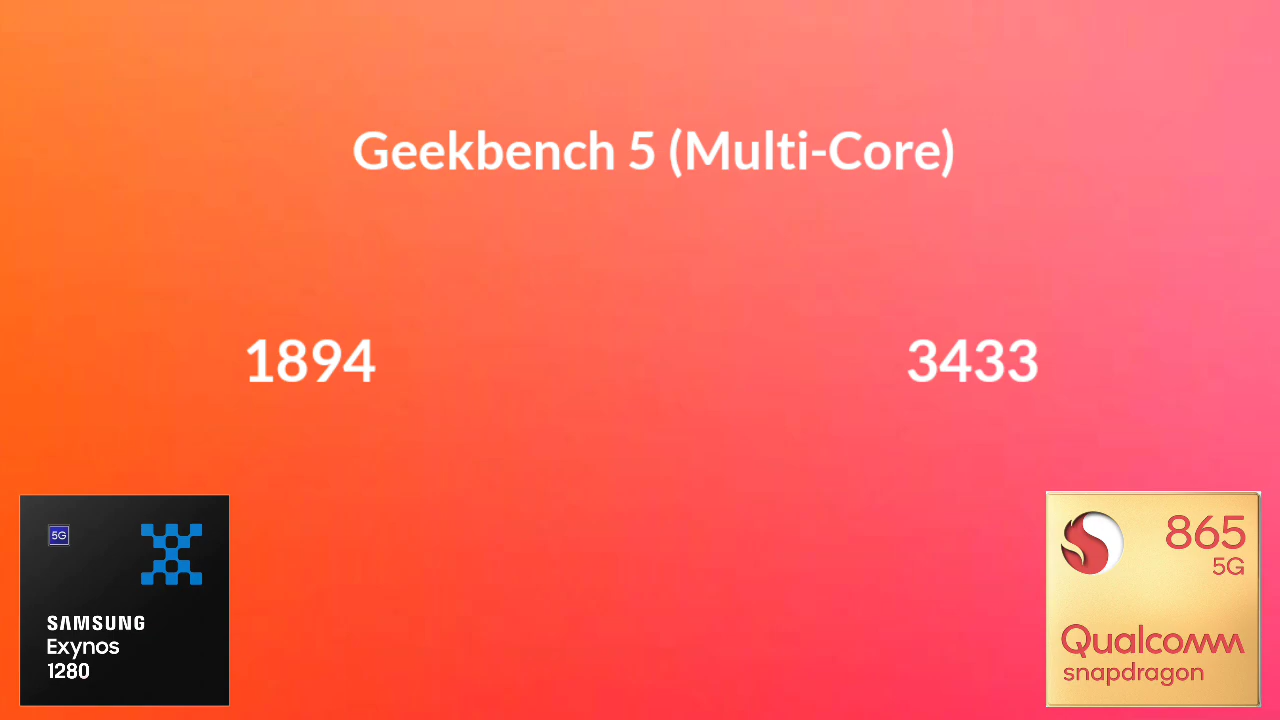 Geekbench 5 (Multi-Core)
1894
3433
5G
SAMSUNG
Exynos
1280
865
5G
Qualcomm
snapdragon